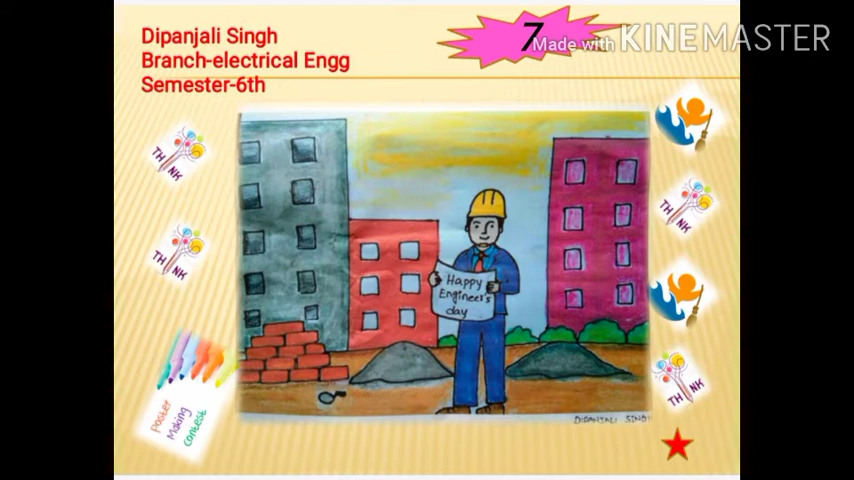 Dipanjali Singh
Branch-electrical Engg
Semester-6th
7
Made with KINEMASTER
THINK
THINK
THINK
THINK
Happy
Engineer's
day
Poster
Making
contest
DIPANJALI SINGH